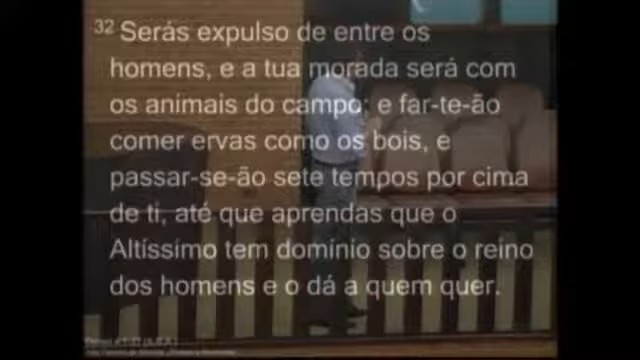 32 Serás expulso de entre os
homens, e a tua morada será com
os animais do campo; e far-te-ão
comer ervas como os bois, e
passar-se-ão sete tempos por cima
de ti, até que aprendas que o
Altíssimo tem domínio sobre o reino
dos homens e o dá a quem quer.